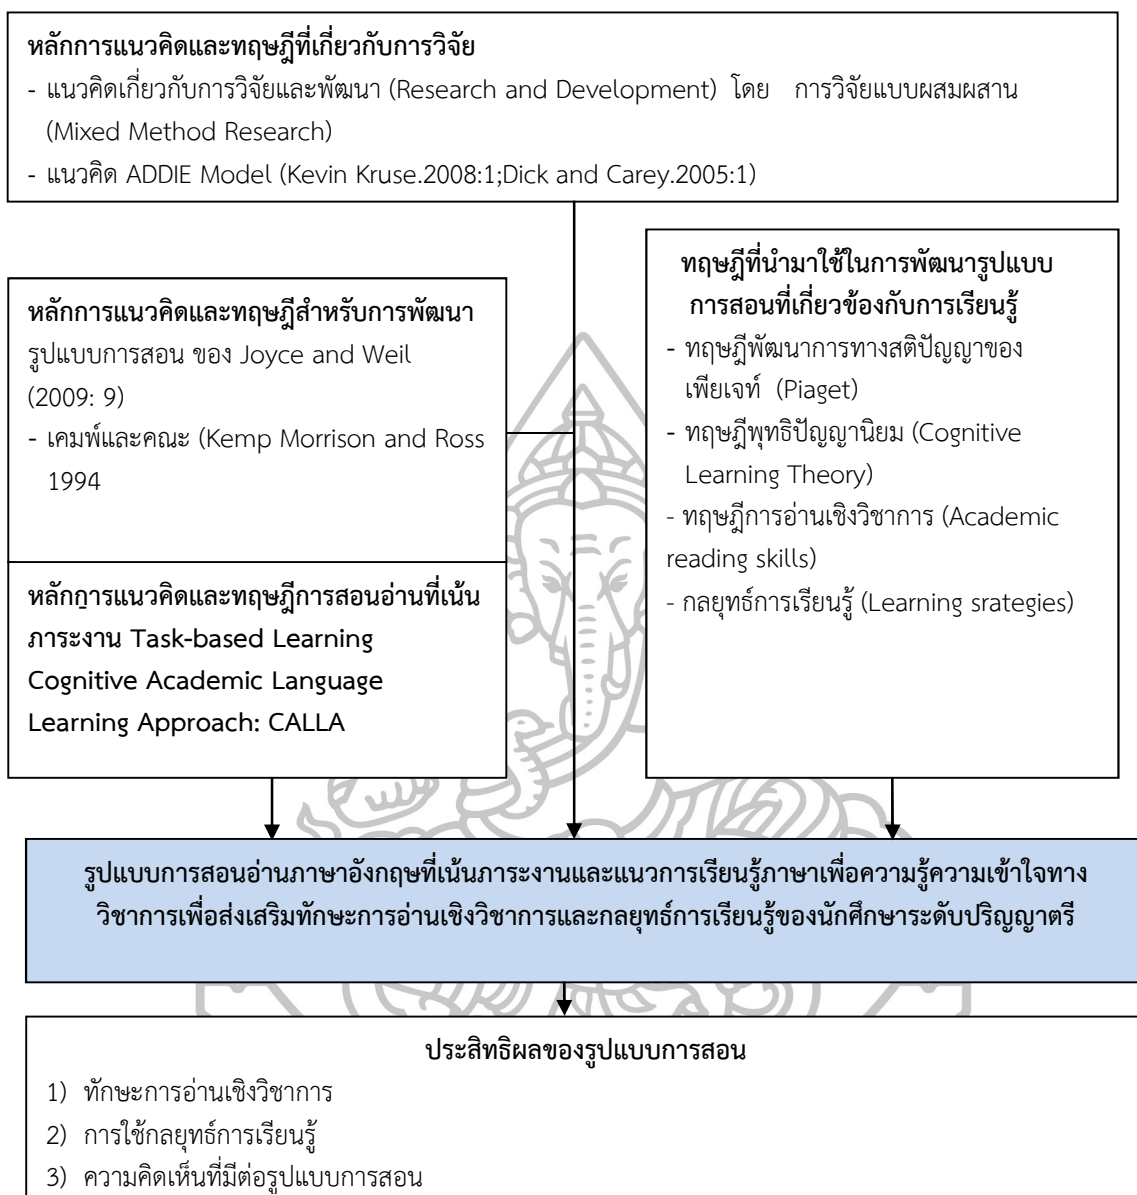 หลักการแนวคิดและทฤษฎีที่เกี่ยวกับการวิจัย
- แนวคิดเกี่ยวกับการวิจัยและพัฒนา (Research and Development) โดย การวิจัยแบบผสมผสาน
(Mixed Method Research)
- แนวคิด ADDIE Model (Kevin Kruse.2008:1;Dick and Carey.2005:1)
หลักการแนวคิดและทฤษฎีสำหรับการพัฒนา
รูปแบบการสอน ของ Joyce and Weil
(2009: 9)
- เคมพ์และคณะ (Kemp Morrison and Ross
1994
หลักการแนวคิดและทฤษฎีการสอนอ่านที่เน้น
ภาระงาน Task-based Learning
Cognitive Academic Language
Learning Approach: CALLA
ทฤษฎีที่นำมาใช้ในการพัฒนารูปแบบ
การสอนที่เกี่ยวข้องกับการเรียนรู้
- ทฤษฎีพัฒนาการทางสติปัญญาของ
เพียเจท์ (Piaget)
- ทฤษฎีพุทธิปัญญานิยม (Cognitive
Learning Theory)
- ทฤษฎีการอ่านเชิงวิชาการ (Academic
reading skills)
- กลยุทธ์การเรียนรู้ (Learning srategies)
รูปแบบการสอนอ่านภาษาอังกฤษที่เน้นภาระงานและแนวการเรียนรู้ภาษาเพื่อความรู้ความเข้าใจทาง
วิชาการเพื่อส่งเสริมทักษะการอ่านเชิงวิชาการและกลยุทธ์การเรียนรู้ของนักศึกษาระดับปริญญาตรี
ประสิทธิผลของรูปแบบการสอน
1) ทักษะการอ่านเชิงวิชาการ
2) การใช้กลยุทธ์การเรียนรู้
3) ความคิดเห็นที่มีต่อรูปแบบการสอน